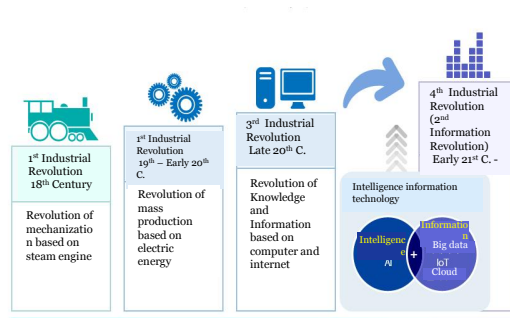 1st Industrial
Revolution
18th Century
Revolution of
mechanizatio
n based on
steam engine
1st Industrial
Revolution
19th – Early 20th
C.
Revolution of
mass
production
based on
electric
energy
3rd Industrial
Revolution
Late 20th C.
Revolution of
Knowledge
and
Information
based on
computer and
internet
4th Industrial
Revolution
(2nd
Information
Revolution)
Early 21st C. -
Intelligence information
technology
Intelligenc
e
AI
+
Informatio
n
Big data
IoT
Cloud